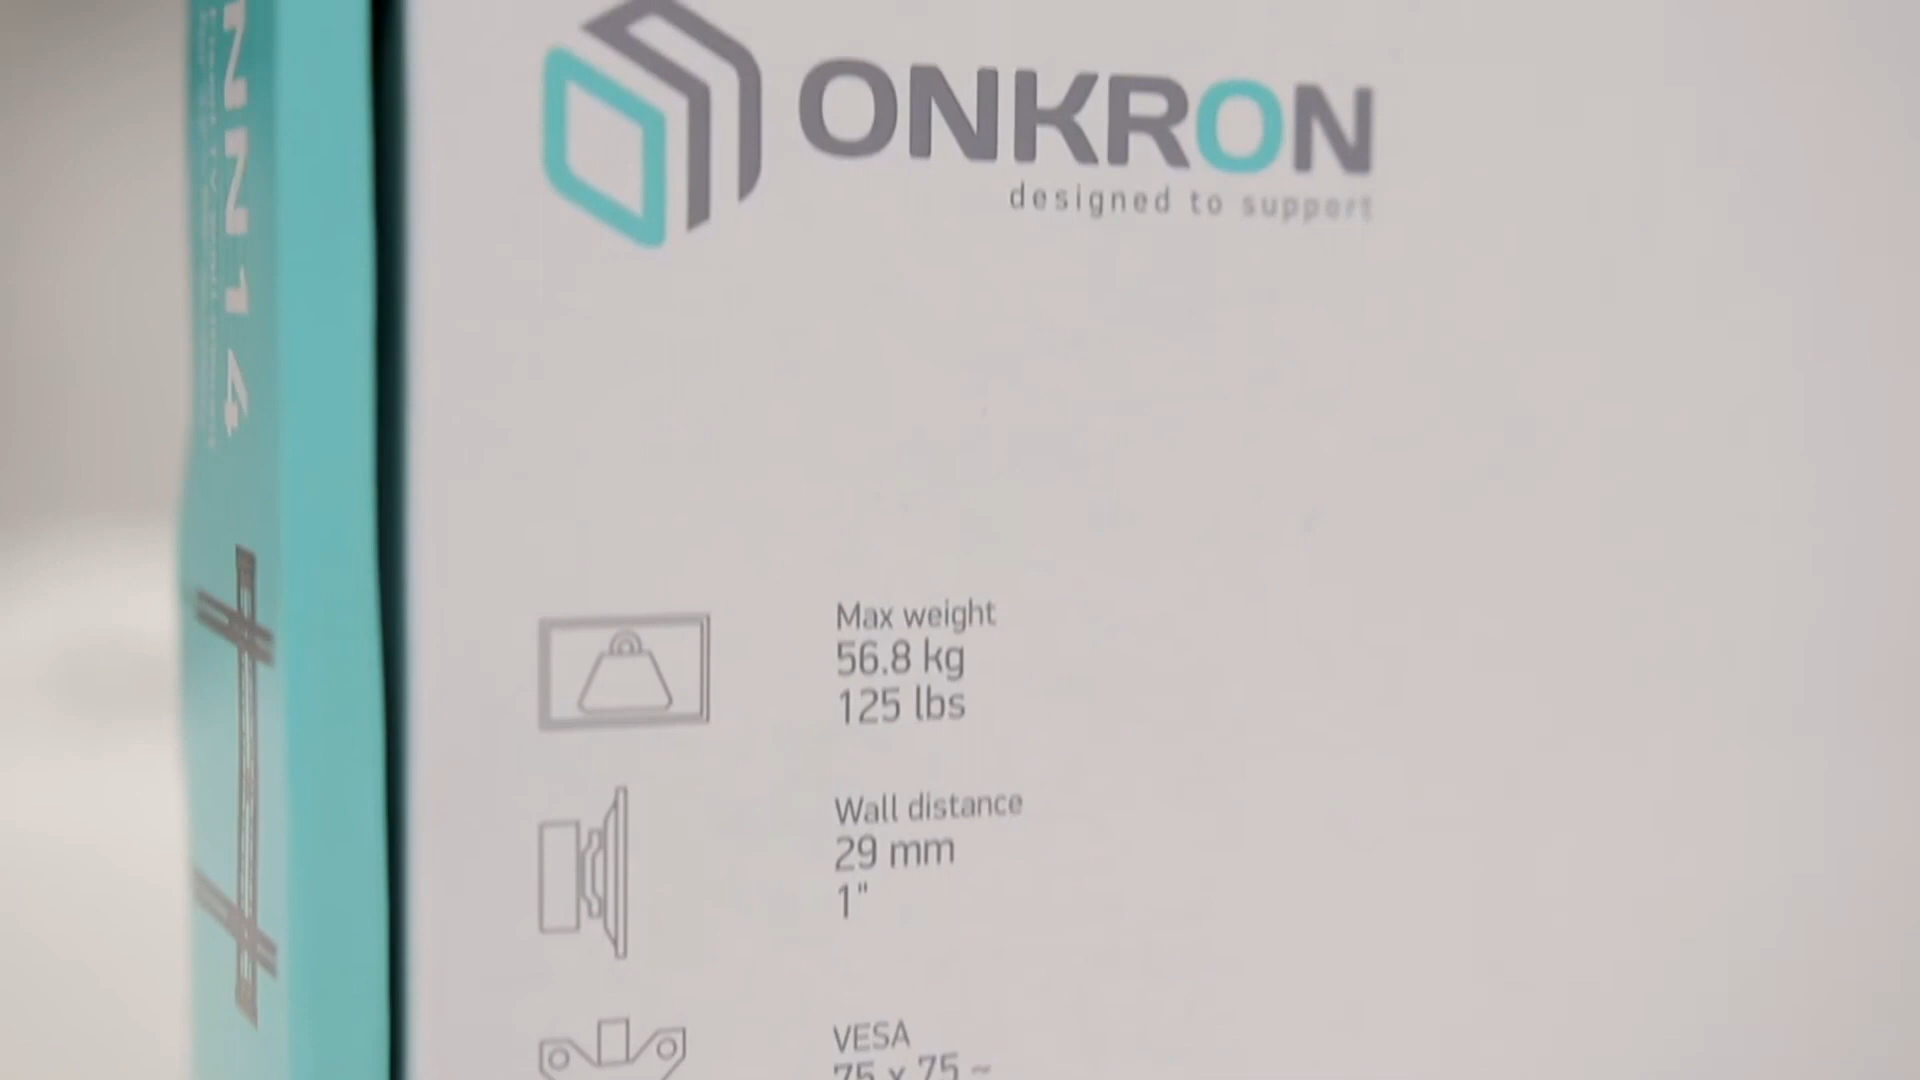 NN14
ONKRON
designed to support
Max weight
56.8 kg
125 lbs
Wall distance
29 mm
1"
VESA
75 x 75 ~